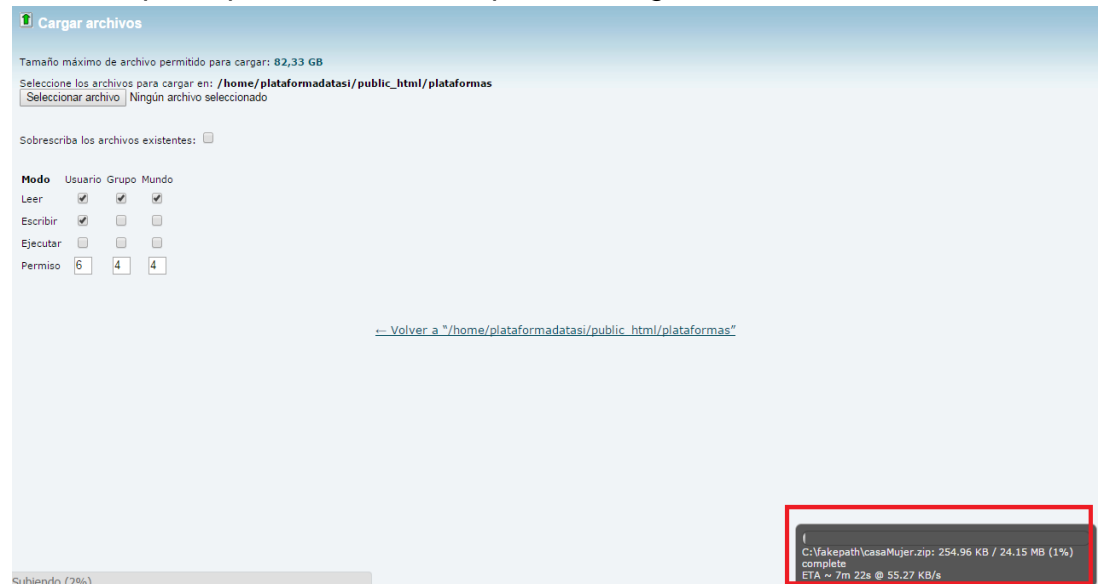 Cargar archivos
Tamaño máximo de archivo permitido para cargar: 82,33 GB
Seleccione los archivos para cargar en: /home/plataformadatasi/public_html/plataformas
Seleccionar archivo Ningún archivo seleccionado
Sobrescriba los archivos existentes:
Modo Usuario Grupo Mundo
Leer
Escribir
Ejecutar
Permiso 6 4 4
← Volver a “/home/plataformadatasi/public_html/plataformas”
C:\fakepath\casaMujer.zip: 254.96 KB / 24.15 MB (1%)
complete
ETA ~ 7m 22s @ 55.27 KB/s
Subiendo (2%)